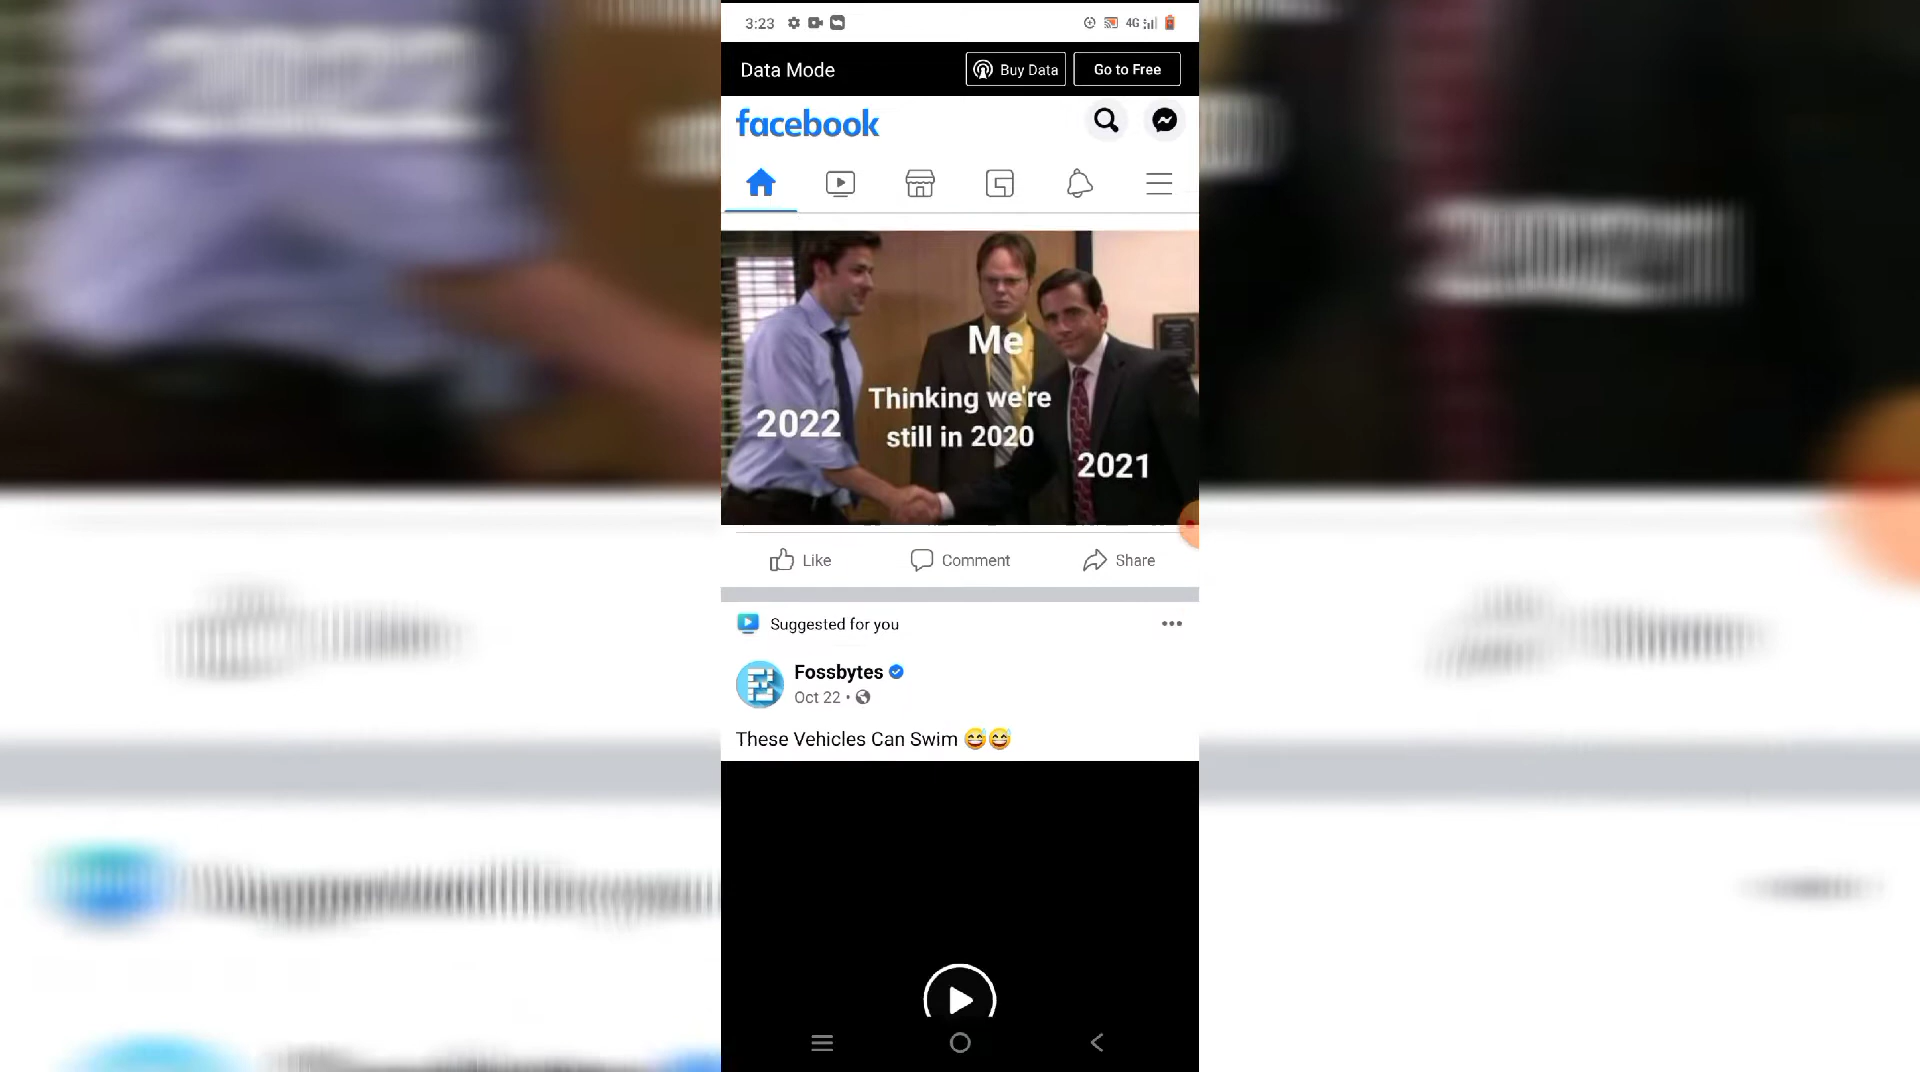 3:23
4G
Data Mode
Buy Data
Go to Free
facebook
Me
Thinking we're
still in 2020
2022
2021
Like
Comment
Share
Suggested for you
Fossbytes
Oct 22 •
These Vehicles Can Swim 😅😅